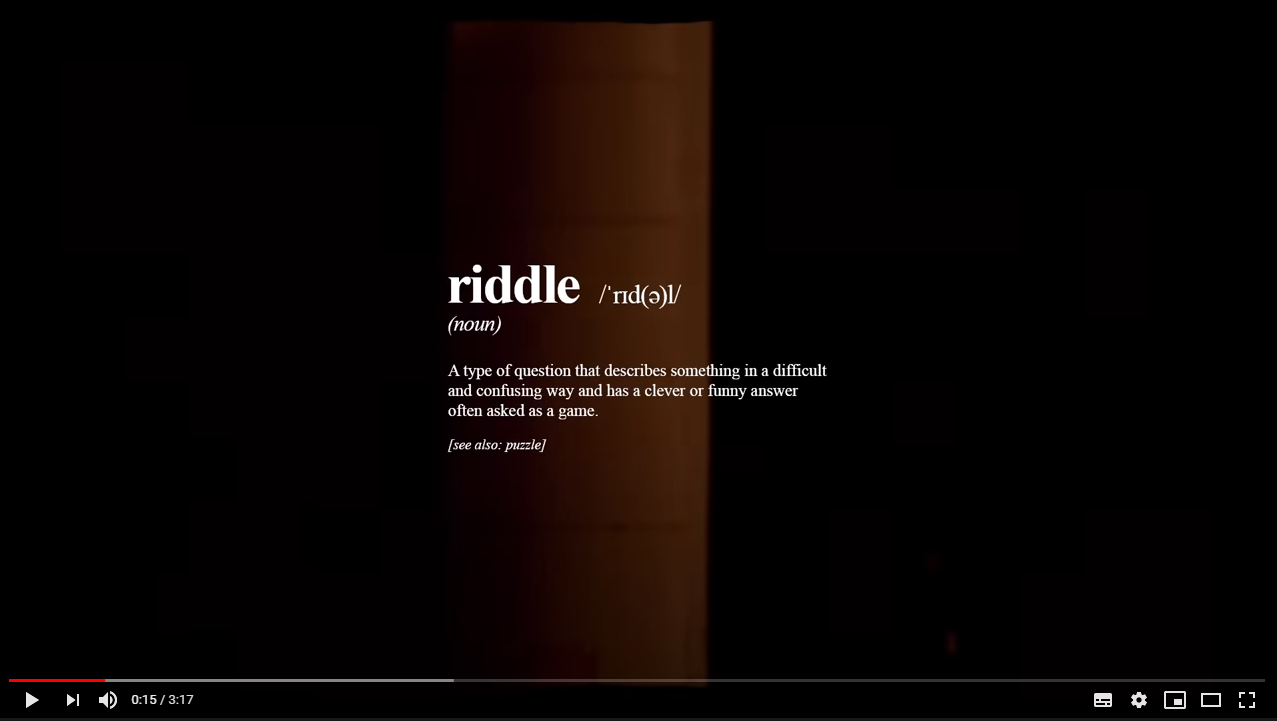 riddle /ˈrɪd(ə)l/
(noun)
A type of question that describes something in a difficult
and confusing way and has a clever or funny answer
often asked as a game.
[see also: puzzle]
0:15 / 3:17